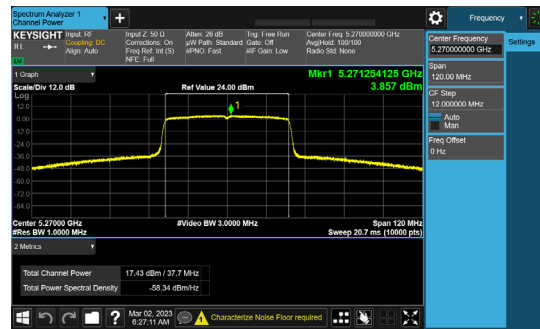 Spectrum Analyzer 1
Channel Power
+
Frequency
KEYSIGHT
Input: RF
Coupling: DC
Align: Auto
Input Z: 50 Ω
Corrections: On
Freq Ref: Int (S)
NFE: Full
Atten: 26 dB
µW Path: Standard
#PNO: Fast
Trig: Free Run
Gate: Off
#IF Gain: Low
Center Freq: 5.270000000 GHz
Avg|Hold: 100/100
Radio Std: None
RL
1 Graph
Mkr1 5.271254125 GHz
3.857 dBm
Scale/Div 12.0 dB
Ref Value 24.00 dBm
Log
12.0
0.00
-12.0
-24.0
-36.0
-48.0
-60.0
-72.0
-84.0
1
Center 5.27000 GHz
#Res BW 1.0000 MHz
#Video BW 3.0000 MHz
Span 120 MHz
Sweep 20.7 ms (10000 pts)
2 Metrics
Total Channel Power 17.43 dBm / 37.7 MHz
Total Power Spectral Density -58.34 dBm/Hz
Mar 02, 2023
6:27:11 AM
Characterize Noise Floor required
Center Frequency
5.270000000 GHz
Settings
Span
120.00 MHz
CF Step
12.000000 MHz
Auto
Man
Freq Offset
0 Hz